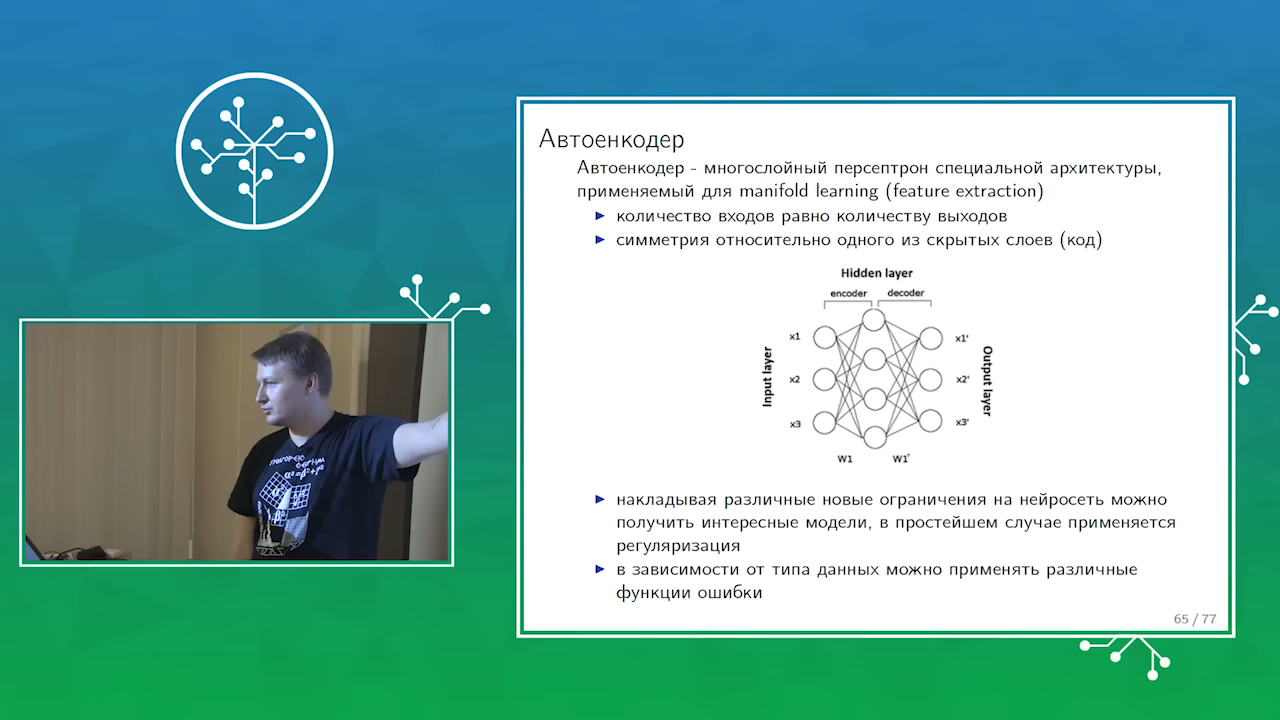 Автоенкодер
Автоенкодер - многослойный персептрон специальной архитектуры,
применяемый для manifold learning (feature extraction)
количество входов равно количеству выходов
симметрия относительно одного из скрытых слоев (код)
Hidden layer
encoder decoder
Input layer
x1
x2
x3
x1'
x2'
x3'
Output layer
W1 W1ᵀ
накладывая различные новые ограничения на нейросеть можно
получить интересные модели, в простейшем случае применяется
регуляризация
в зависимости от типа данных можно применять различные
функции ошибки
65 / 77